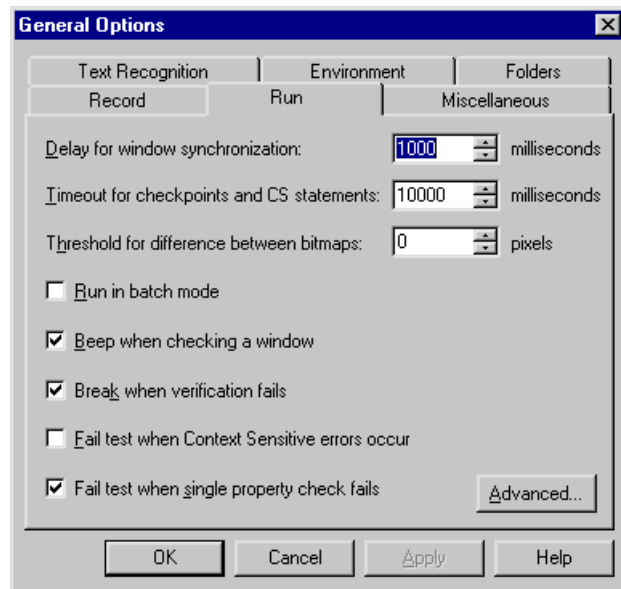 General Options
Text Recognition Environment Folders
Record Run Miscellaneous
Delay for window synchronization: 1000 milliseconds
Timeout for checkpoints and CS statements: 10000 milliseconds
Threshold for difference between bitmaps: 0 pixels
Run in batch mode
Beep when checking a window
Break when verification fails
Fail test when Context Sensitive errors occur
Fail test when single property check fails
Advanced...
OK Cancel Apply Help